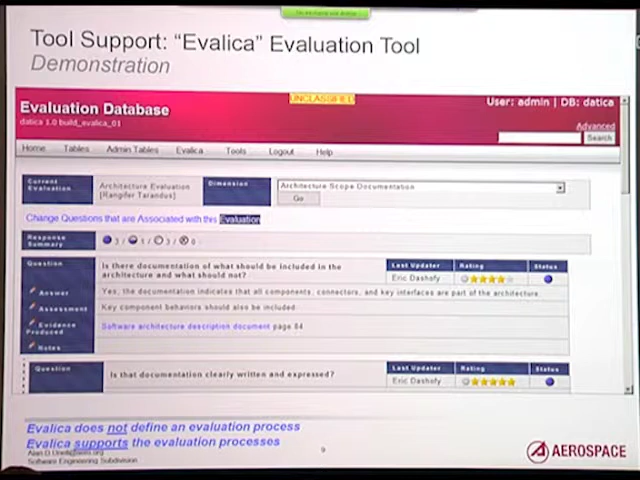 Tool Support: “Evalica” Evaluation Tool
Demonstration
UNCLASSIFIED
Evaluation Database
User: admin | DB: datica
datica 1.0 build_evalica_01
Advanced
Search
Home Tables Admin Tables Evalica Tools Logout Help
Current Evaluation
Architecture Evaluation
[Rangifer Tarandus]
Dimension
Architecture Scope Documentation
Go
Change Questions that are Associated with this Evaluation
Response Summary
3 / 1 / 3 / 0
Question
Is there documentation of what should be included in the architecture and what should not?
Last Updater Rating Status
Eric Dashofy
Answer
Yes, the documentation indicates that all components, connectors, and key interfaces are part of the architecture.
Assessment
Key component behaviors should also be included
Evidence Produced
Software architecture description document page 84
Notes
Question
Is that documentation clearly written and expressed?
Last Updater Rating Status
Eric Dashofy
Evalica does not define an evaluation process
Evalica supports the evaluation processes
Software Engineering Subdivision
9
AEROSPACE